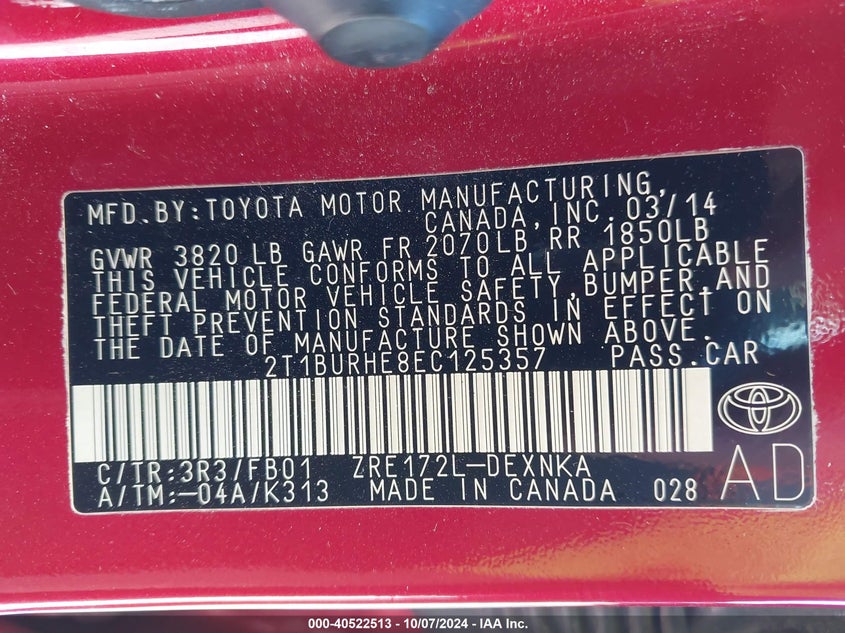 MFD.BY:TOYOTA MOTOR MANUFACTURING,
CANADA,INC. 03/14
GVWR 3820 LB GAWR FR 2070LB,RR 1850LB
THIS VEHICLE CONFORMS TO ALL APPLICABLE
FEDERAL MOTOR VEHICLE SAFETY,BUMPER,AND
THEFT PREVENTION STANDARDS IN EFFECT ON
THE DATE OF MANUFACTURE SHOWN ABOVE.
2T1BURHE8EC125357 PASS.CAR
C/TR:3R3/FB01 ZRE172L-DEXNKA
A/TM:-04A/K313 MADE IN CANADA 028
AD
000-40522513 - 10/07/2024 - IAA Inc.